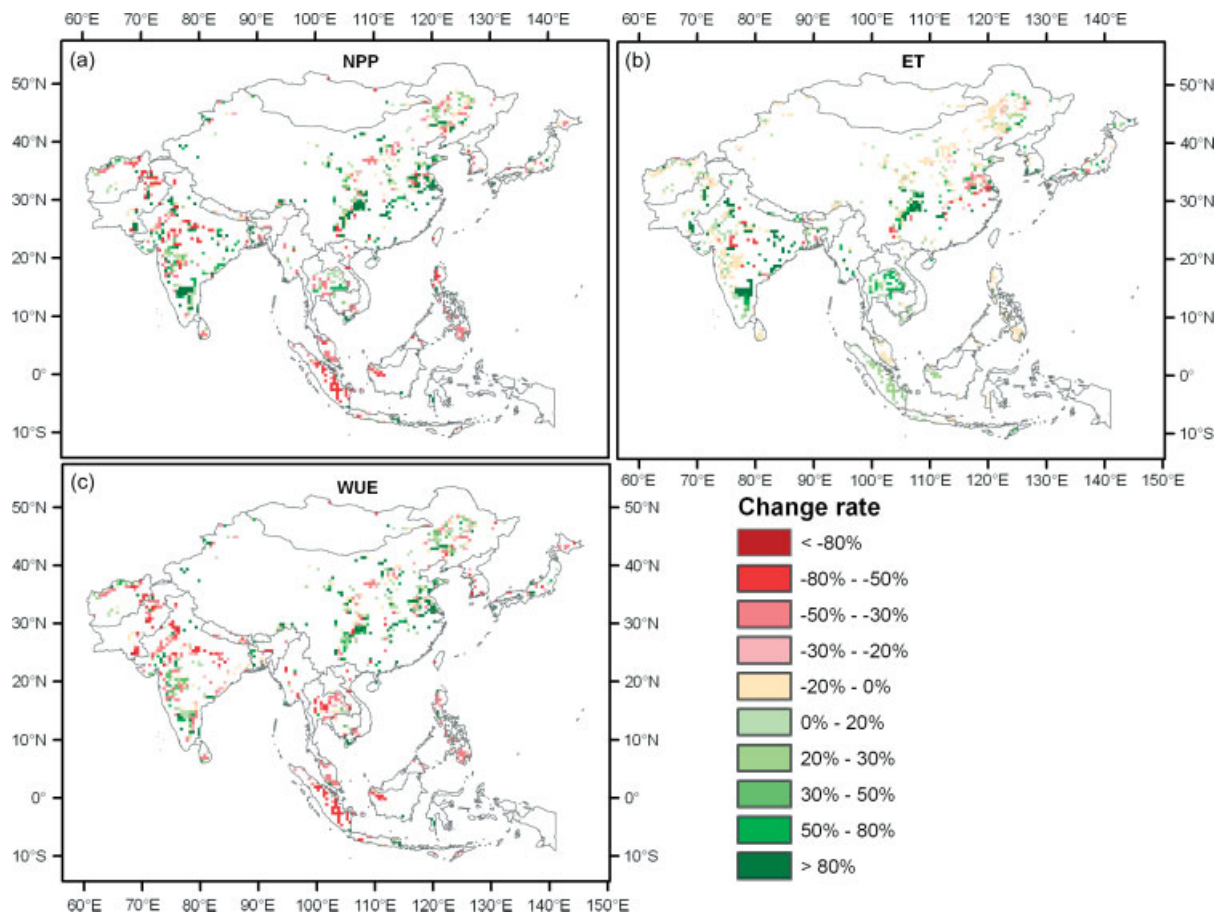 60°E 70°E 80°E 90°E 100°E 110°E 120°E 130°E 140°E
60°E 70°E 80°E 90°E 100°E 110°E 120°E 130°E 140°E
(a) NPP
(b) ET
50°N
40°N
30°N
20°N
10°N
0°
10°S
50°N
40°N
30°N
20°N
10°N
0°
10°S
60°E 70°E 80°E 90°E 100°E 110°E 120°E 130°E 140°E 150°E
(c) WUE
50°N
40°N
30°N
20°N
10°N
0°
10°S
50°N
40°N
30°N
20°N
10°N
0°
10°S
60°E 70°E 80°E 90°E 100°E 110°E 120°E 130°E 140°E 150°E
Change rate
< -80%
-80% - -50%
-50% - -30%
-30% - -20%
-20% - 0%
0% - 20%
20% - 30%
30% - 50%
50% - 80%
> 80%